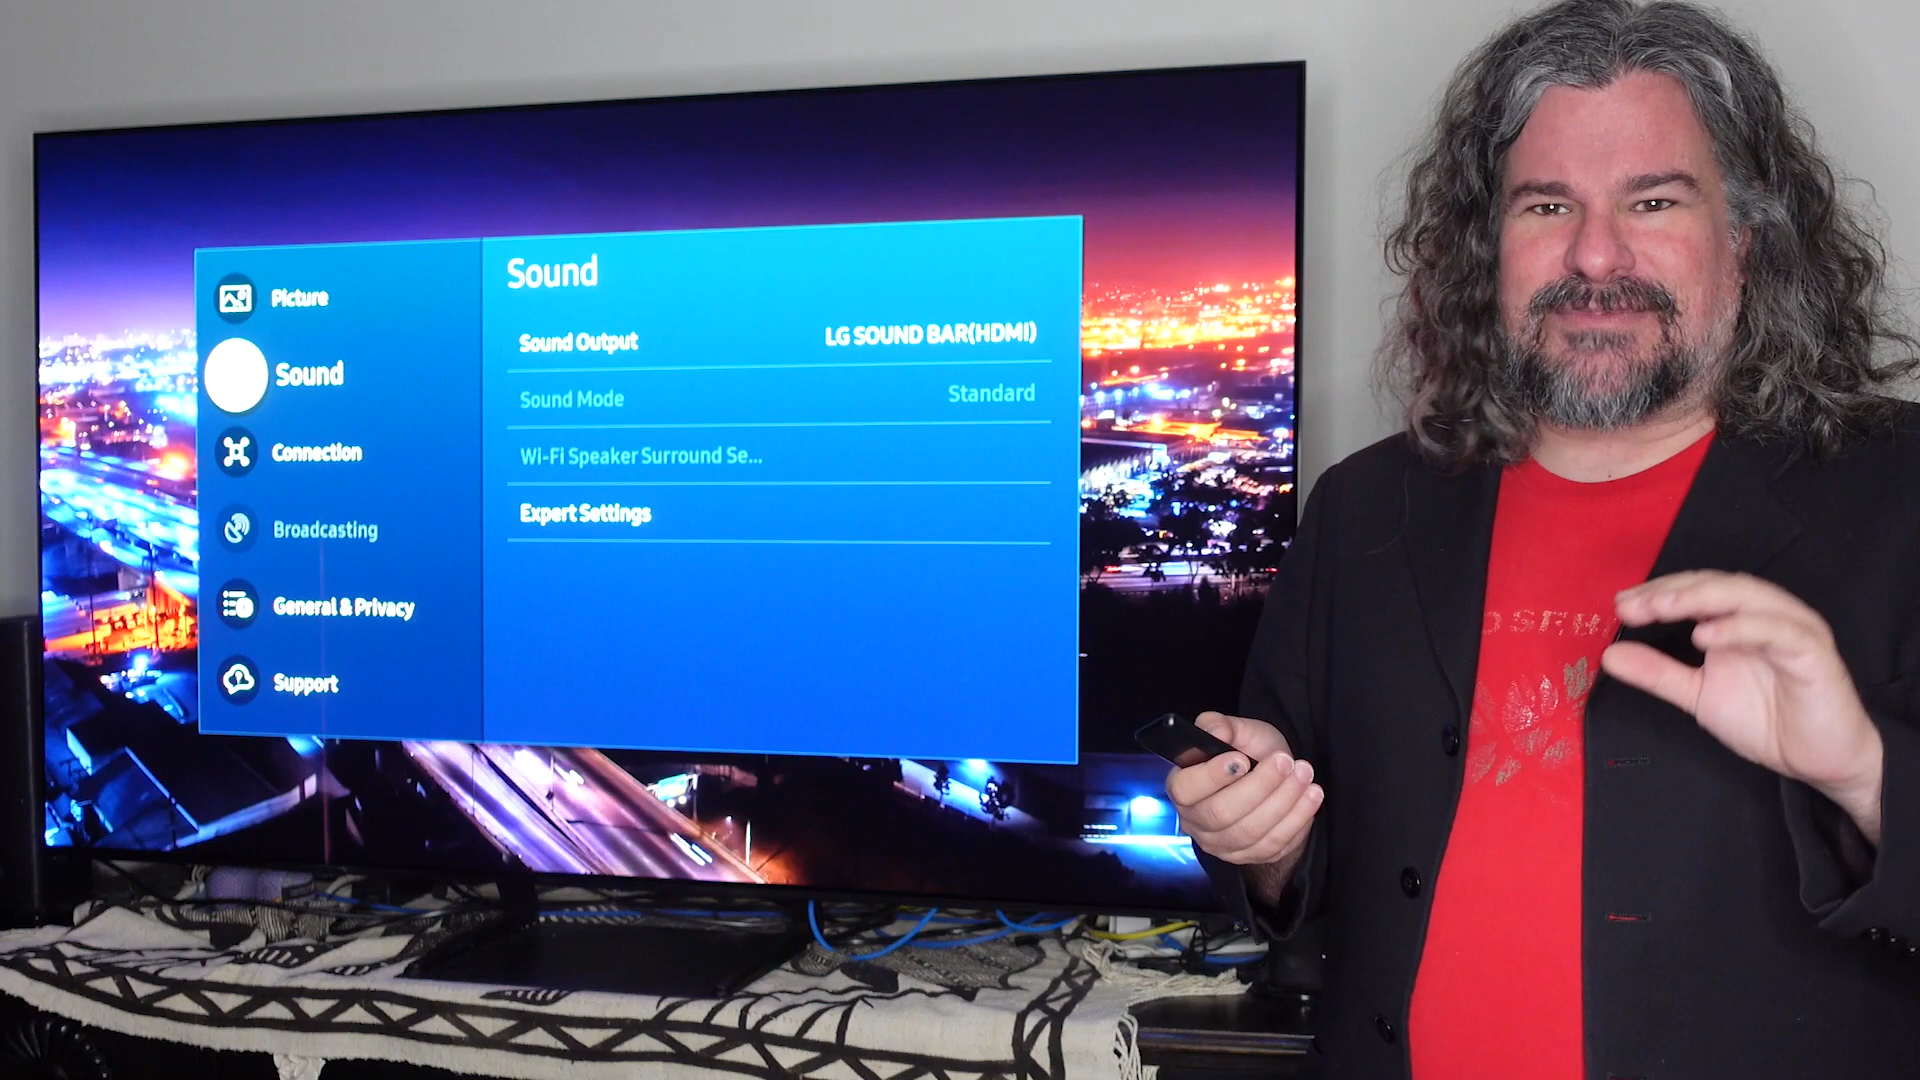 Picture
Sound
Connection
Broadcasting
General & Privacy
Support
Sound
Sound Output LG SOUND BAR(HDMI)
Sound Mode Standard
Wi-Fi Speaker Surround Se...
Expert Settings